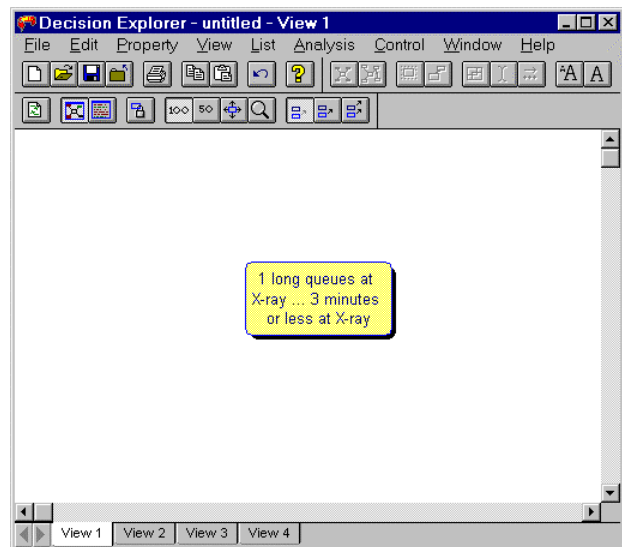 Decision Explorer - untitled - View 1
File Edit Property View List Analysis Control Window Help
?
A A
100 50
1 long queues at
X-ray ... 3 minutes
or less at X-ray
View 1 View 2 View 3 View 4